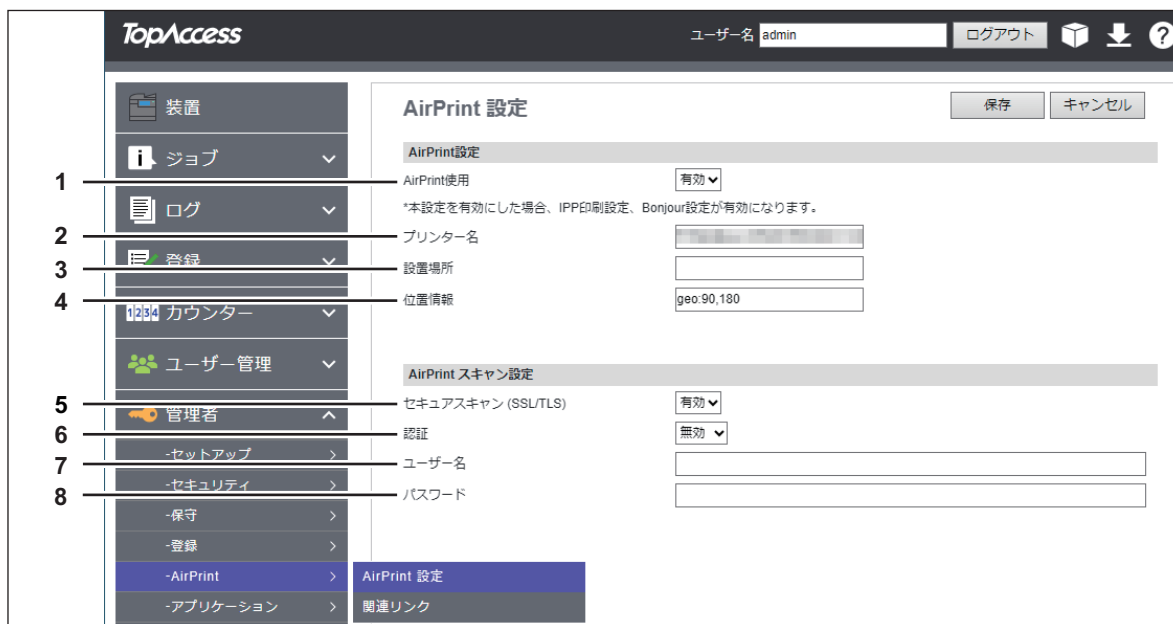 TopAccess
ユーザー名 admin ログアウト ?
装置
ジョブ
ログ
登録
1234 カウンター
ユーザー管理
管理者
-セットアップ
-セキュリティ
-保守
-登録
-AirPrint
-アプリケーション
AirPrint 設定
関連リンク
AirPrint 設定
保存 キャンセル
AirPrint設定
1 AirPrint使用 有効
*本設定を有効にした場合、IPP印刷設定、Bonjour設定が有効になります。
2 プリンター名
3 設置場所
4 位置情報 geo:90,180
AirPrint スキャン設定
5 セキュアスキャン (SSL/TLS) 有効
6 認証 無効
7 ユーザー名
8 パスワード